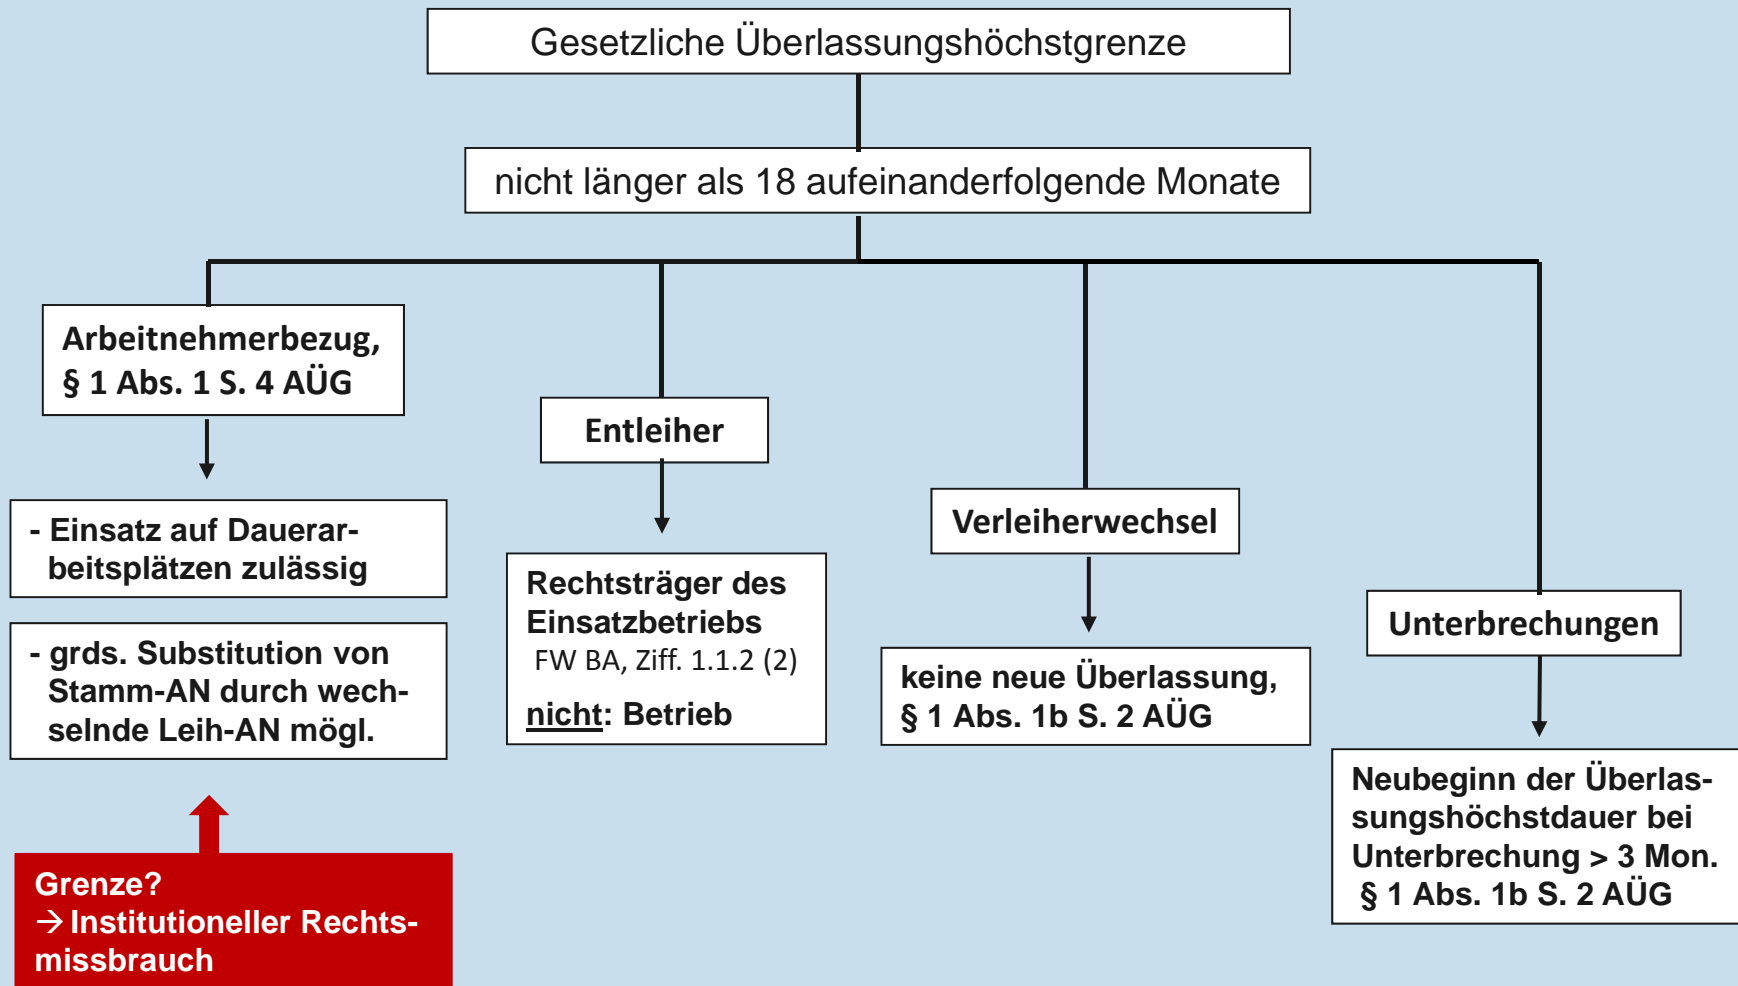 Gesetzliche Überlassungshöchstgrenze
nicht länger als 18 aufeinanderfolgende Monate
Arbeitnehmerbezug,
§ 1 Abs. 1 S. 4 AÜG
- Einsatz auf Dauerar-
beitsplätzen zulässig
- grds. Substitution von
Stamm-AN durch wech-
selnde Leih-AN mögl.
Grenze?
→ Institutioneller Rechts-
missbrauch
Entleiher
Rechtsträger des
Einsatzbetriebs
FW BA, Ziff. 1.1.2 (2)
nicht: Betrieb
Verleiherwechsel
keine neue Überlassung,
§ 1 Abs. 1b S. 2 AÜG
Unterbrechungen
Neubeginn der Überlas-
sungshöchstdauer bei
Unterbrechung > 3 Mon.
§ 1 Abs. 1b S. 2 AÜG